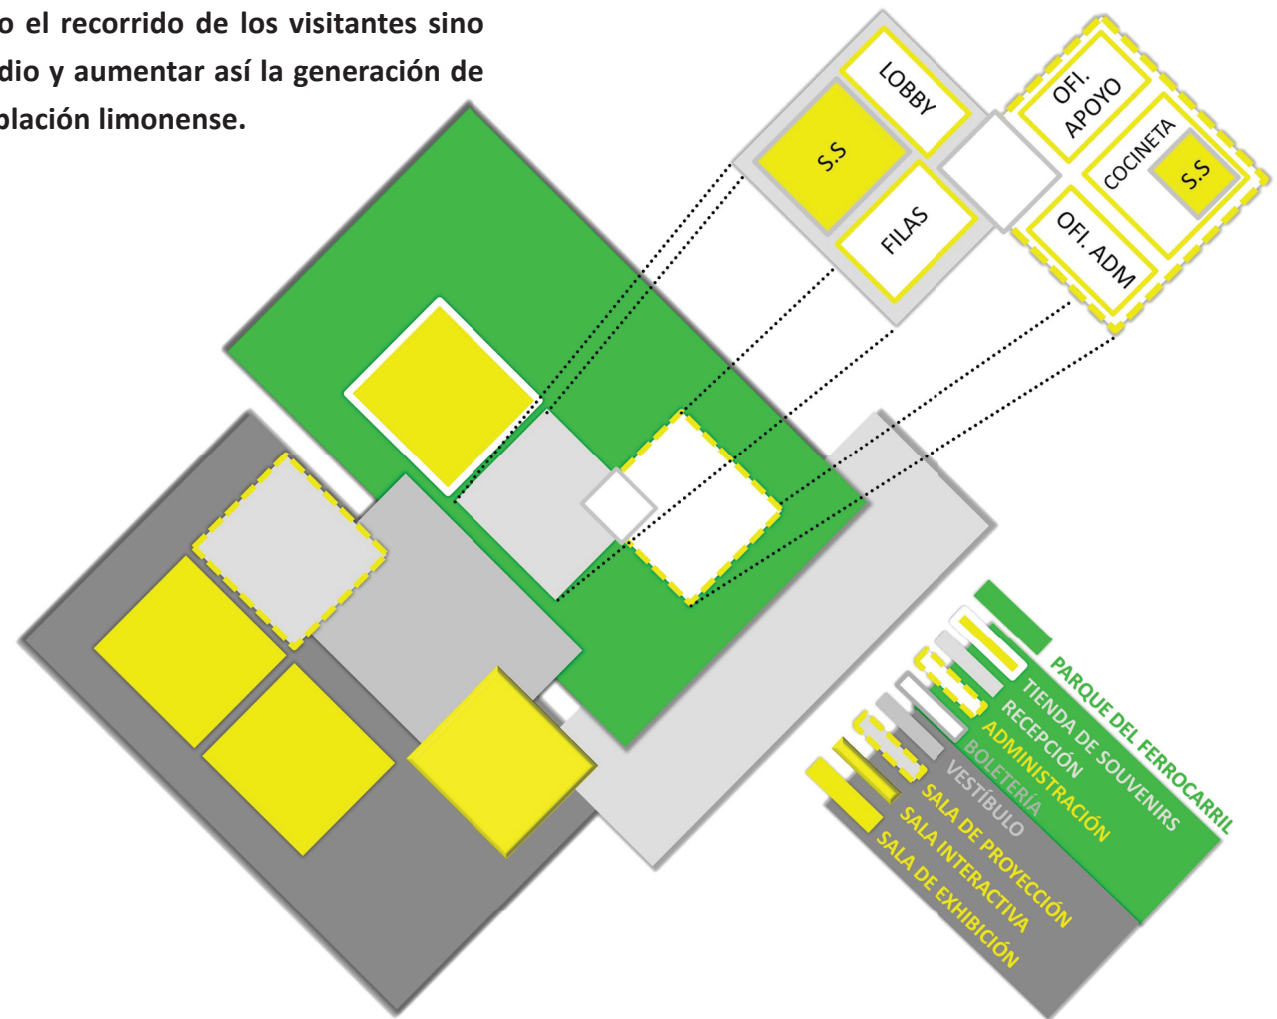 o el recorrido de los visitantes sino
dio y aumentar así la generación de
blación limonense.
LOBBY
S.S
FILAS
OFI.
APOYO
COCINETA
S.S
OFI. ADM
PARQUE DEL FERROCARRIL
TIENDA DE SOUVENIRS
RECEPCIÓN
ADMINISTRACIÓN
BOLETERÍA
VESTÍBULO
SALA DE PROYECCIÓN
SALA INTERACTIVA
SALA DE EXHIBICIÓN